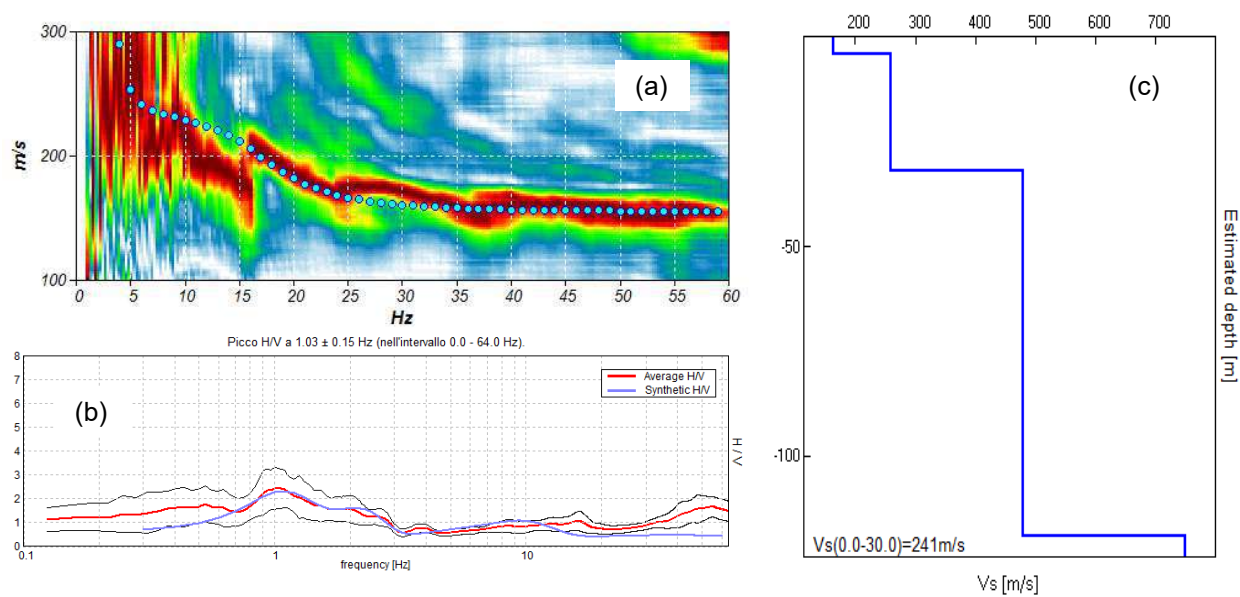 300
200
100
m/s
(a)
0 5 10 15 20 25 30 35 40 45 50 55 60
Hz
Picco H/V a 1.03 ± 0.15 Hz (nell'intervallo 0.0 - 64.0 Hz).
8
7
6
5
4
3
2
1
0
(b)
Average H/V
Synthetic H/V
H / V
0.1 1 10
frequency [Hz]
200 300 400 500 600 700
(c)
-50
-100
Estimated depth [m]
Vs(0.0-30.0)=241m/s
Vs [m/s]